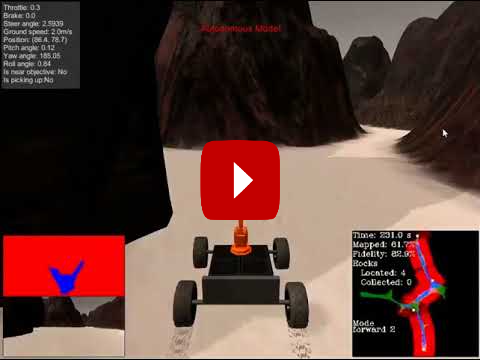 Throttle: 0.3
Brake: 0.0
Steer angle: 2.5939
Ground speed: 2.0m/s
Position: (86.4, 78.7)
Pitch angle: 0.12
Yaw angle: 185.05
Roll angle: 0.84
Is near objective: No
Is picking up:No
Autonomous Model
Time: 231.0 s
Mapped: 61.7%
Fidelity: 82.9%
Rocks
Located: 4
Collected: 0
Mode
forward 2